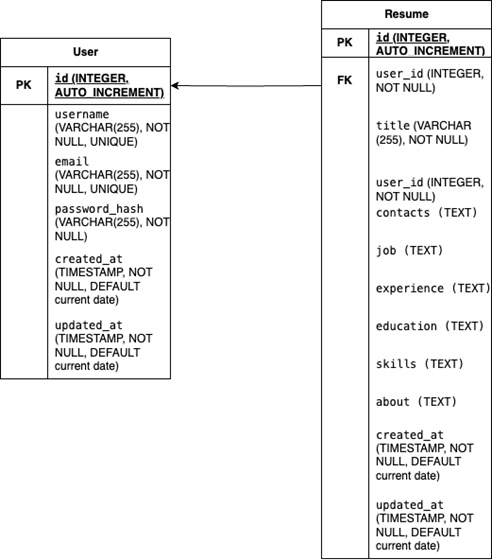 User
PK
id (INTEGER,
AUTO_INCREMENT)
username
(VARCHAR(255), NOT
NULL, UNIQUE)
email
(VARCHAR(255), NOT
NULL, UNIQUE)
password_hash
(VARCHAR(255), NOT
NULL)
created_at
(TIMESTAMP, NOT
NULL, DEFAULT
current date)
updated_at
(TIMESTAMP, NOT
NULL, DEFAULT
current date)
Resume
PK
id (INTEGER,
AUTO_INCREMENT)
FK
user_id (INTEGER,
NOT NULL)
title (VARCHAR
(255), NOT NULL)
user_id (INTEGER,
NOT NULL)
contacts (TEXT)
job (TEXT)
experience (TEXT)
education (TEXT)
skills (TEXT)
about (TEXT)
created_at
(TIMESTAMP, NOT
NULL, DEFAULT
current date)
updated_at
(TIMESTAMP, NOT
NULL, DEFAULT
current date)